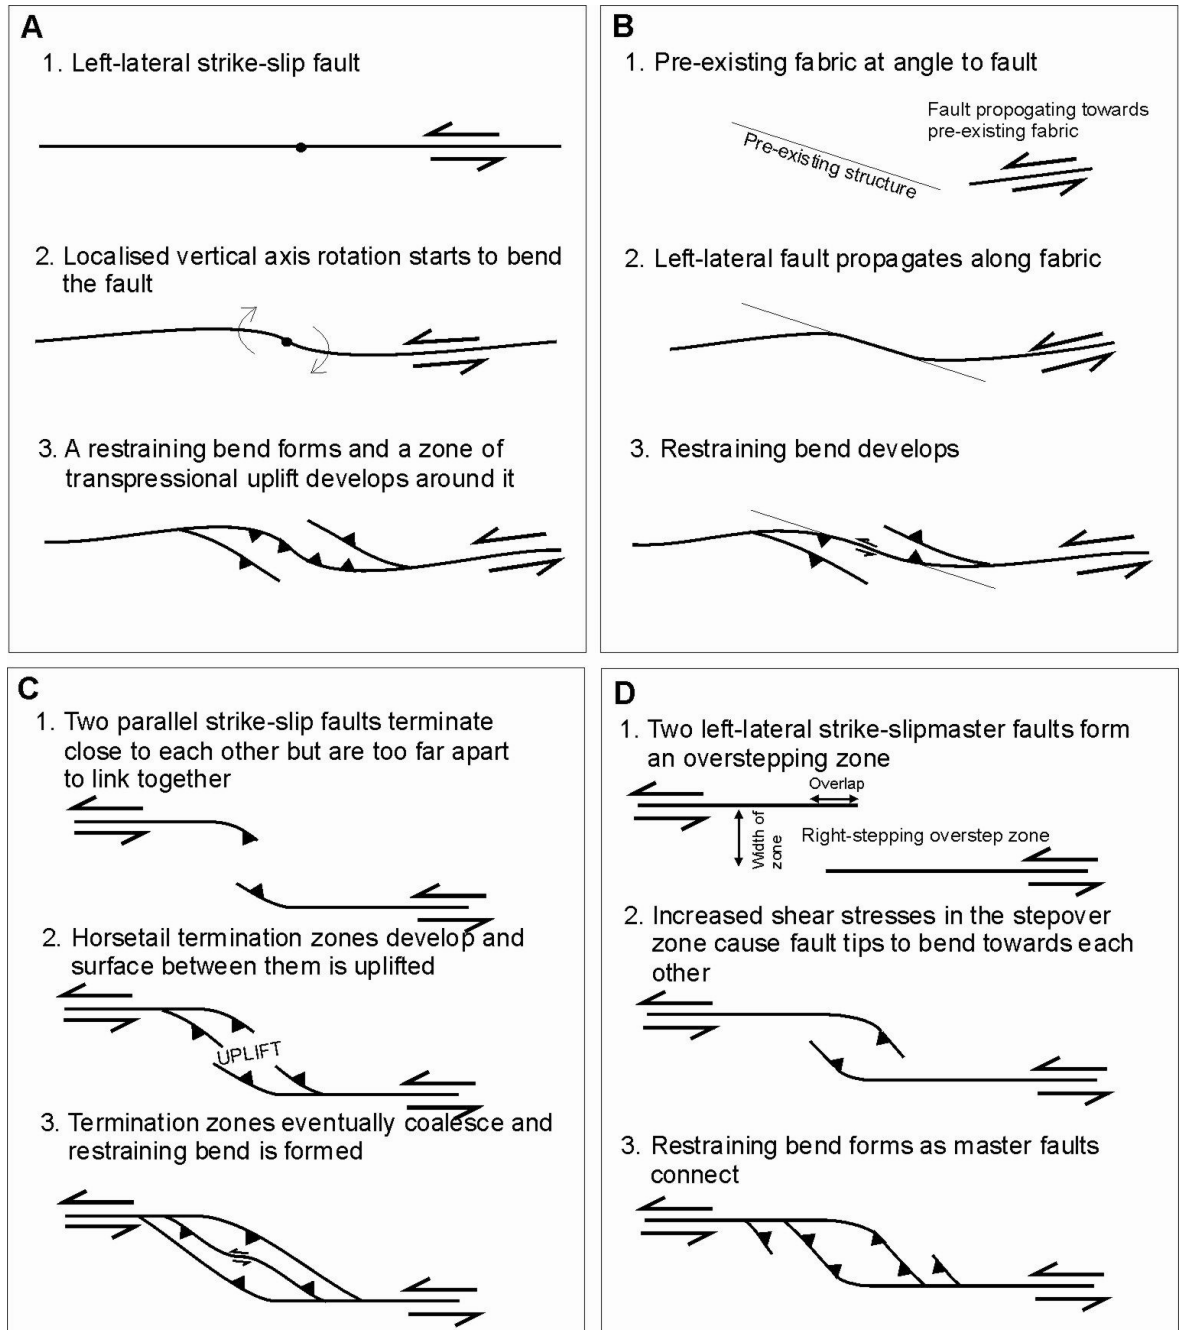 A
1. Left-lateral strike-slip fault
2. Localised vertical axis rotation starts to bend
the fault
3. A restraining bend forms and a zone of
transpressional uplift develops around it
B
1. Pre-existing fabric at angle to fault
Fault propogating towards
pre-existing fabric
Pre-existing structure
2. Left-lateral fault propagates along fabric
3. Restraining bend develops
C
1. Two parallel strike-slip faults terminate
close to each other but are too far apart
to link together
2. Horsetail termination zones develop and
surface between them is uplifted
UPLIFT
3. Termination zones eventually coalesce and
restraining bend is formed
D
1. Two left-lateral strike-slipmaster faults form
an overstepping zone
Overlap
Width of
zone
Right-stepping overstep zone
2. Increased shear stresses in the stepover
zone cause fault tips to bend towards each
other
3. Restraining bend forms as master faults
connect